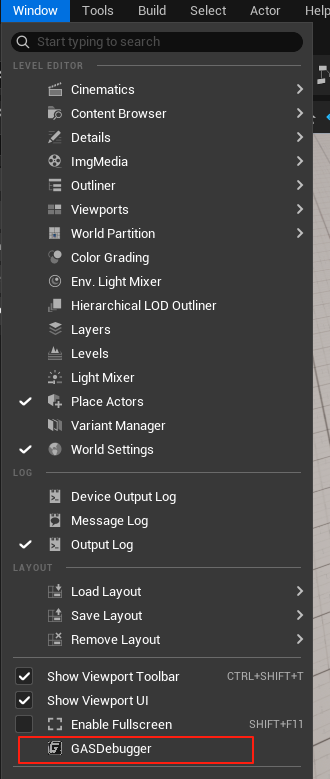 Window Tools Build Select Actor Help
Start typing to search
LEVEL EDITOR
Cinematics
Content Browser
Details
ImgMedia
Outliner
Viewports
World Partition
Color Grading
Env. Light Mixer
Hierarchical LOD Outliner
Layers
Levels
Light Mixer
Place Actors
Variant Manager
World Settings
LOG
Device Output Log
Message Log
Output Log
LAYOUT
Load Layout
Save Layout
Remove Layout
Show Viewport Toolbar CTRL+SHIFT+T
Show Viewport UI
Enable Fullscreen SHIFT+F11
GASDebugger